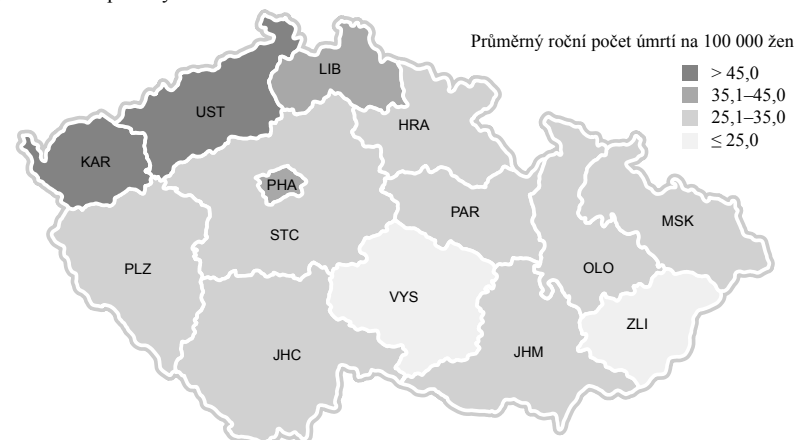 Průměrný roční počet úmrtí na 100 000 žen
> 45,0
35,1–45,0
25,1–35,0
≤ 25,0
LIB
UST
HRA
KAR
PHA
PAR
MSK
STC
PLZ
OLO
VYS
ZLI
JHC
JHM